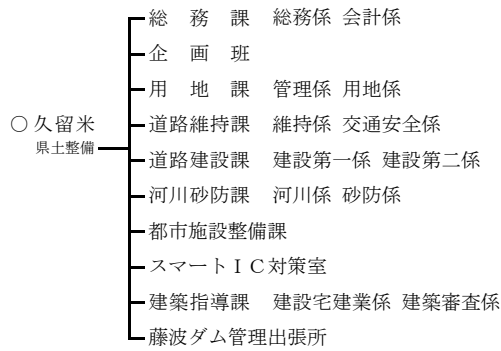 総　務　課　総務係 会計係
企　画　班
用　地　課　管理係 用地係
○久留米
道路維持課　維持係 交通安全係
県土整備
道路建設課　建設第一係 建設第二係
河川砂防課　河川係 砂防係
都市施設整備課
スマートＩＣ対策室
建築指導課　建設宅建業係 建築審査係
藤波ダム管理出張所